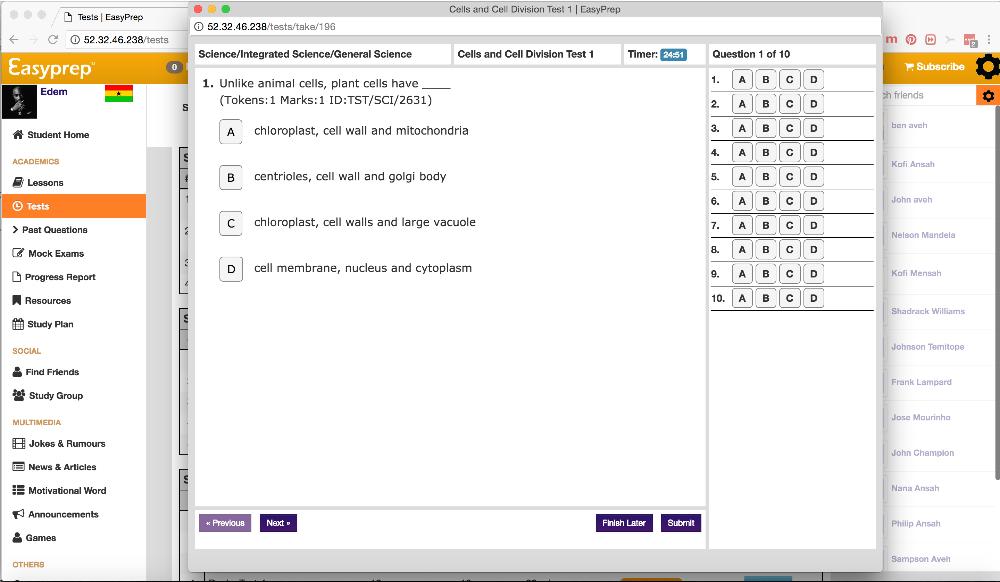 Cells and Cell Division Test 1 | EasyPrep
Tests | EasyPrep
52.32.46.238/tests/take/196
52.32.46.238/tests
m
2
Easyprep™
0
Subscribe
Science/Integrated Science/General Science
Cells and Cell Division Test 1
Timer: 24:51
Question 1 of 10
Edem
Student Home
ACADEMICS
Lessons
Tests
Past Questions
Mock Exams
Progress Report
Resources
Study Plan
SOCIAL
Find Friends
Study Group
MULTIMEDIA
Jokes & Rumours
News & Articles
Motivational Word
Announcements
Games
OTHERS
1. Unlike animal cells, plant cells have _____
(Tokens:1 Marks:1 ID:TST/SCI/2631)
A chloroplast, cell wall and mitochondria
B centrioles, cell wall and golgi body
C chloroplast, cell walls and large vacuole
D cell membrane, nucleus and cytoplasm
« Previous
Next »
Finish Later
Submit
1. A B C D
2. A B C D
3. A B C D
4. A B C D
5. A B C D
6. A B C D
7. A B C D
8. A B C D
9. A B C D
10. A B C D
friends
ben aveh
Kofi Ansah
John aveh
Nelson Mandela
Kofi Mensah
Shadrack Williams
Johnson Temitope
Frank Lampard
Jose Mourinho
John Champion
Nana Ansah
Philip Ansah
Sampson Aveh